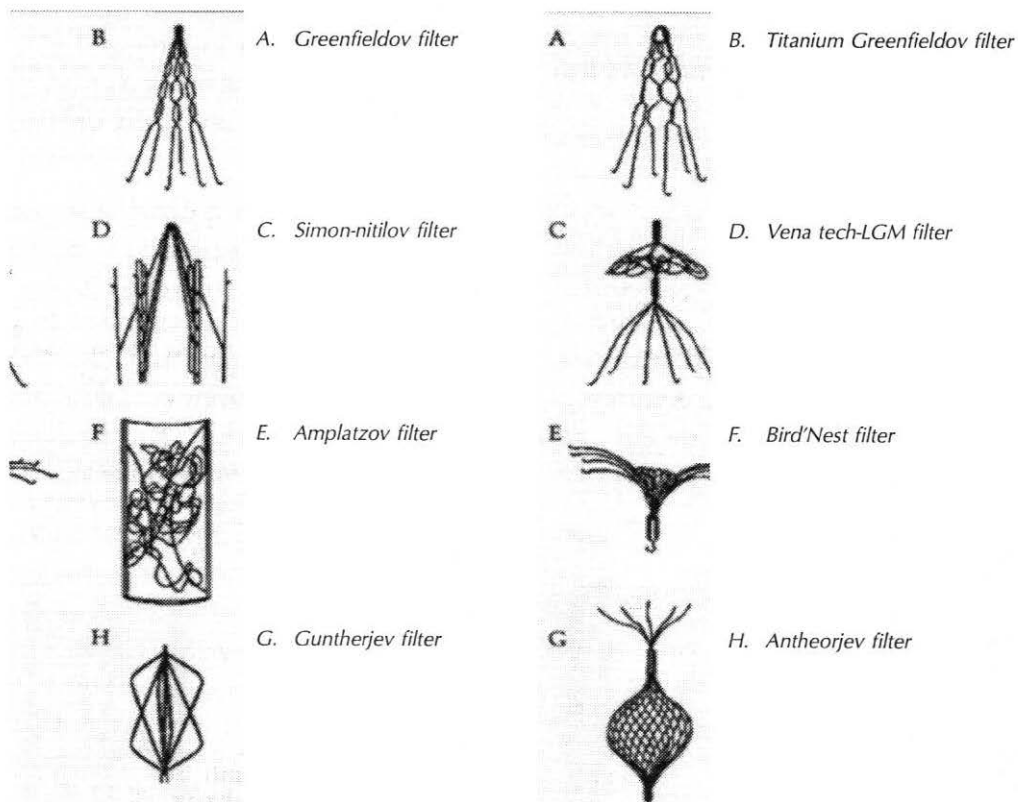 B
A. Greenfieldov filter
A
B. Titanium Greenfieldov filter
D
C. Simon-nitilov filter
C
D. Vena tech-LGM filter
F
E. Amplatzov filter
E
F. Bird'Nest filter
H
G. Guntherjev filter
G
H. Antheorjev filter